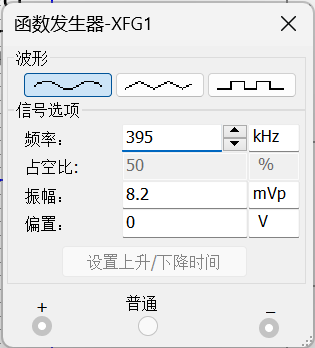 函数发生器-XFG1
波形
信号选项
频率： 395 kHz
占空比： 50 %
振幅： 8.2 mVp
偏置： 0 V
设置上升/下降时间
+ 普通 −